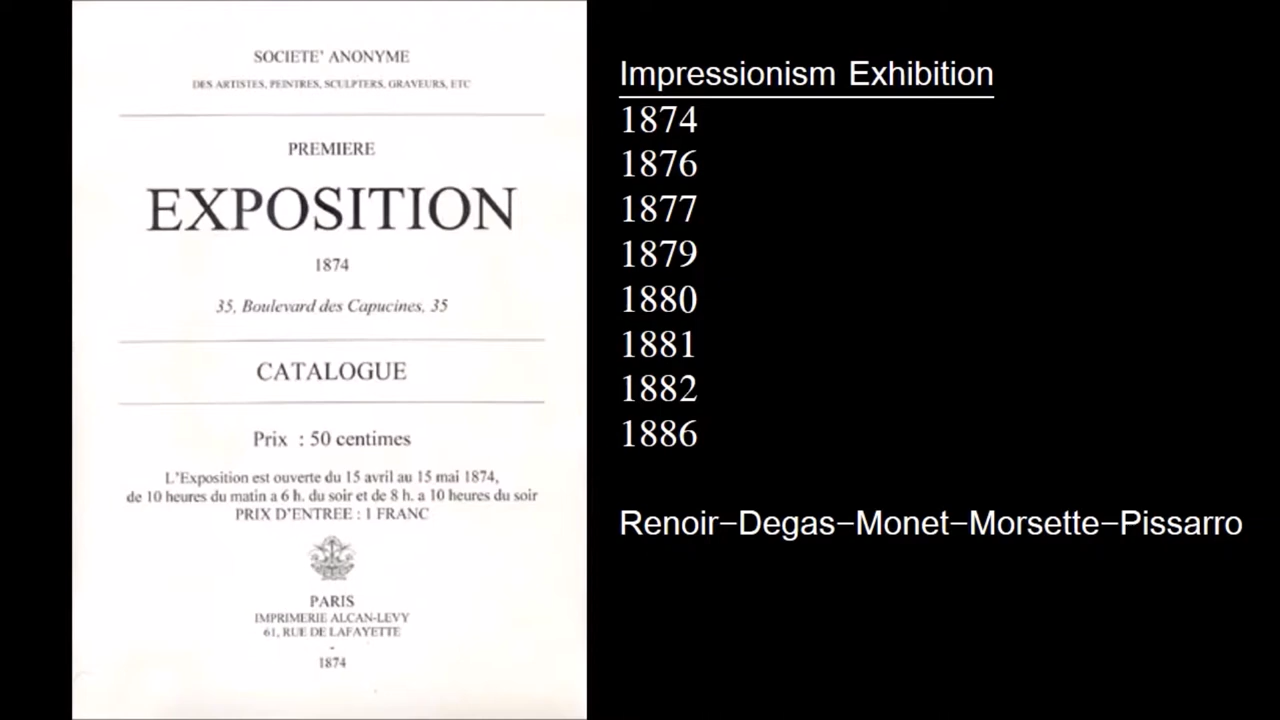 SOCIETE' ANONYME
DES ARTISTES, PEINTRES, SCULPTERS, GRAVEURS, ETC
PREMIERE
EXPOSITION
1874
35, Boulevard des Capucines, 35
CATALOGUE
Prix : 50 centimes
L'Exposition est ouverte du 15 avril au 15 mai 1874,
de 10 heures du matin a 6 h. du soir et de 8 h. a 10 heures du soir
PRIX D'ENTREE : 1 FRANC
PARIS
IMPRIMERIE ALCAN-LEVY
61, RUE DE LAFAYETTE
-
1874
Impressionism Exhibition
1874
1876
1877
1879
1880
1881
1882
1886
Renoir-Degas-Monet-Morsette-Pissarro